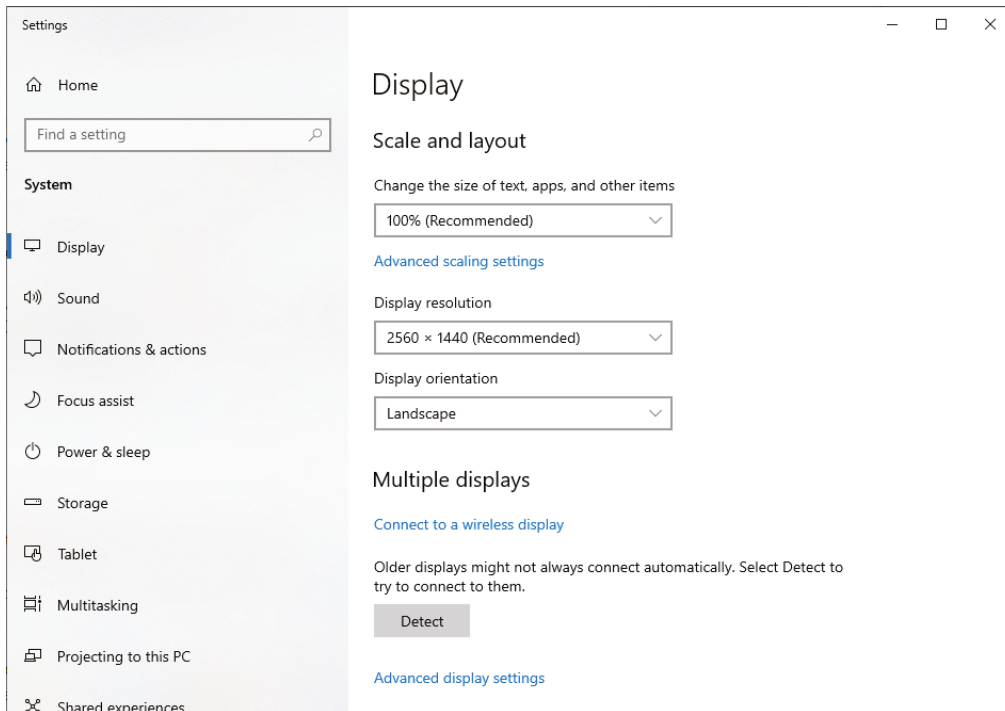 Settings
Home
Find a setting
System
Display
Sound
Notifications & actions
Focus assist
Power & sleep
Storage
Tablet
Multitasking
Projecting to this PC
Shared experiences
Display
Scale and layout
Change the size of text, apps, and other items
100% (Recommended)
Advanced scaling settings
Display resolution
2560 × 1440 (Recommended)
Display orientation
Landscape
Multiple displays
Connect to a wireless display
Older displays might not always connect automatically. Select Detect to
try to connect to them.
Detect
Advanced display settings